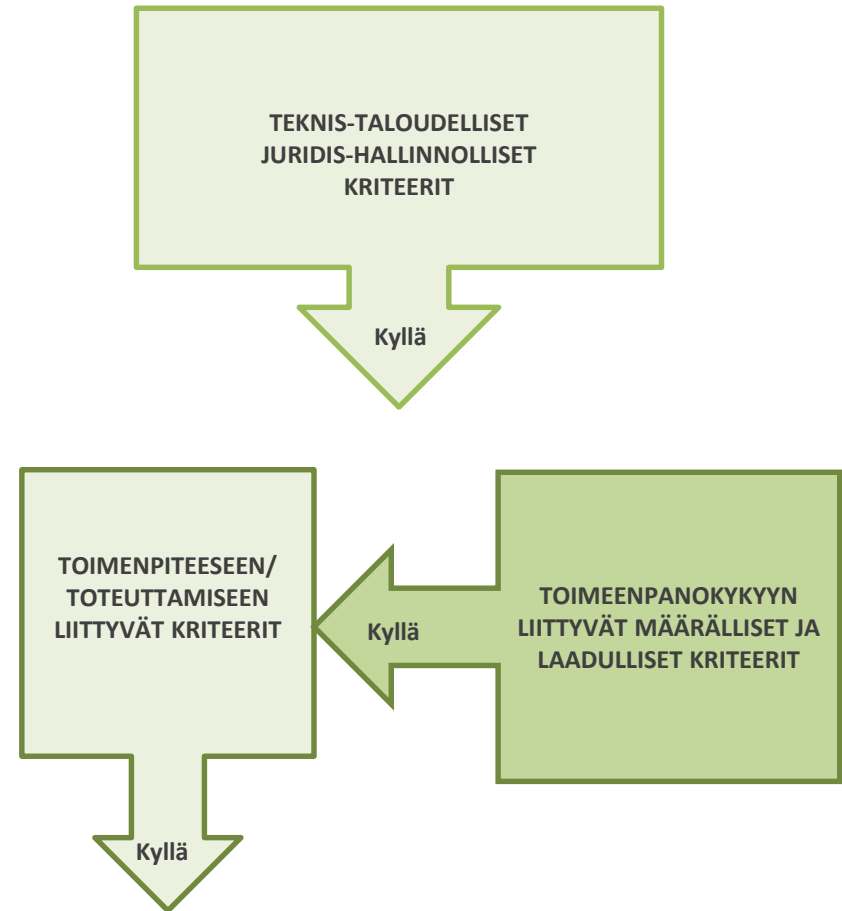 TEKNIS-TALOUDELLISET
JURIDIS-HALLINNOLLISET
KRITEERIT
Kyllä
TOIMENPITEESEEN/
TOTEUTTAMISEEN
LIITTYVÄT KRITEERIT
Kyllä
TOIMEENPANOKYKYYN
LIITTYVÄT MÄÄRÄLLISET JA
LAADULLISET KRITEERIT
Kyllä